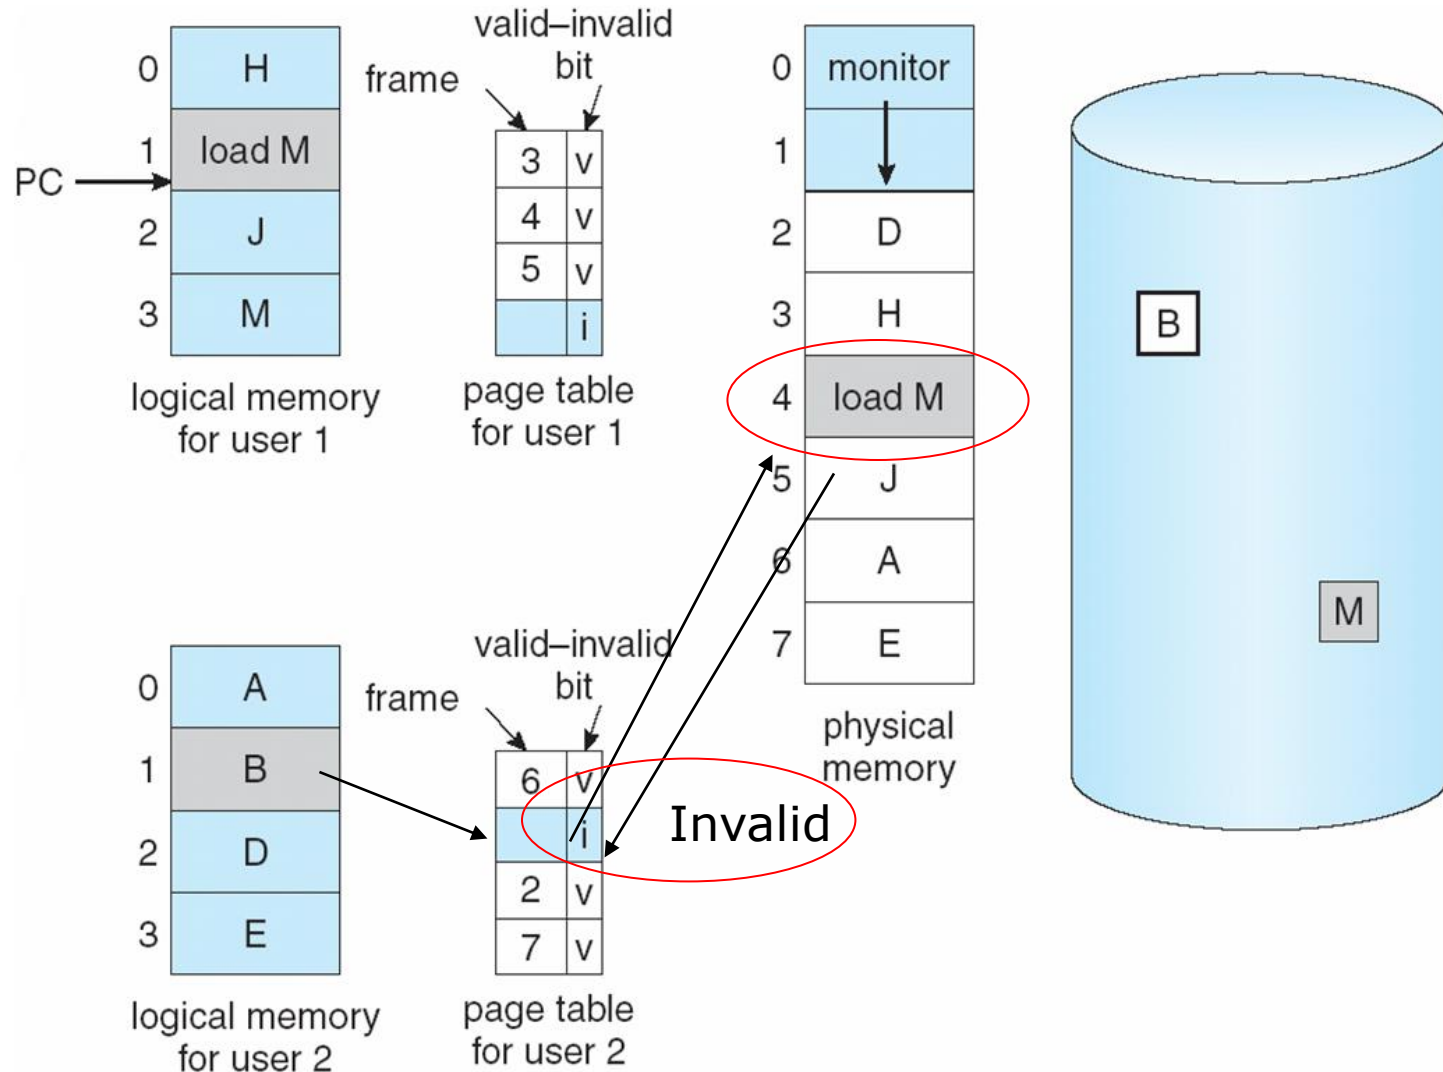 valid–invalid
bit
frame
0 H
1 load M
PC
2 J
3 M
3 v
4 v
5 v
i
logical memory
for user 1
page table
for user 1
0 monitor
1
2 D
3 H
4 load M
5 J
6 A
7 E
physical
memory
B
M
valid–invalid
bit
frame
0 A
1 B
2 D
3 E
6 v
i
2 v
7 v
Invalid
logical memory
for user 2
page table
for user 2